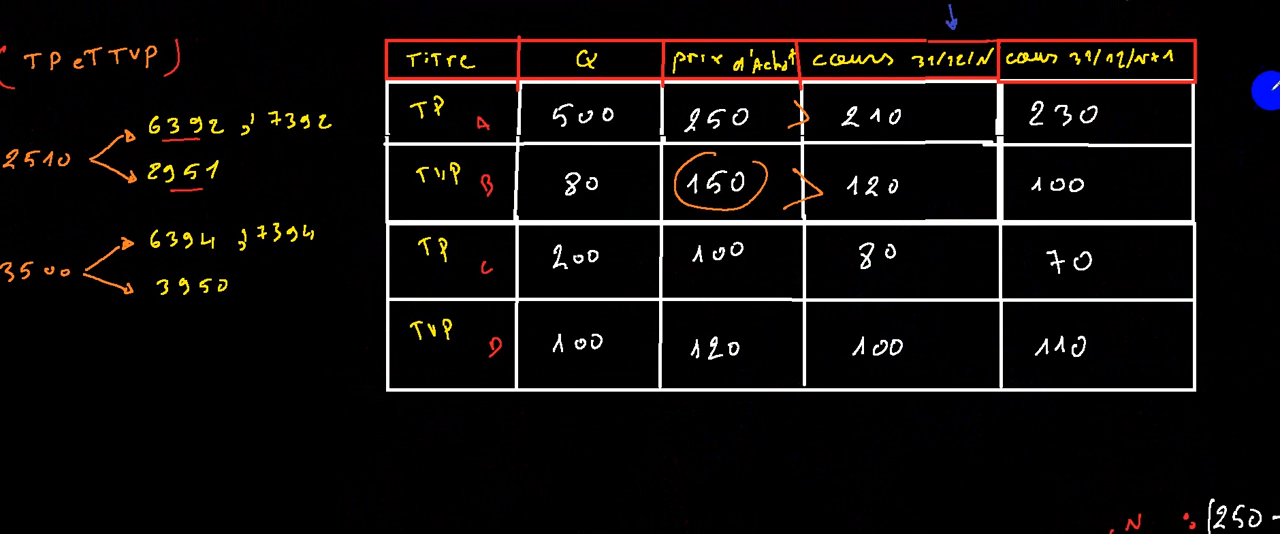 ( TP et TVP )
6392 ; 7392
2510
2951
6394 ; 7394
3500
3950
Titre Q prix d'Achat cours 31/12/N cours 31/12/N+1
TP A 500 250 > 210 230
TVP B 80 150 > 120 100
TP C 200 100 80 70
TVP D 100 120 100 110
N : (250 -